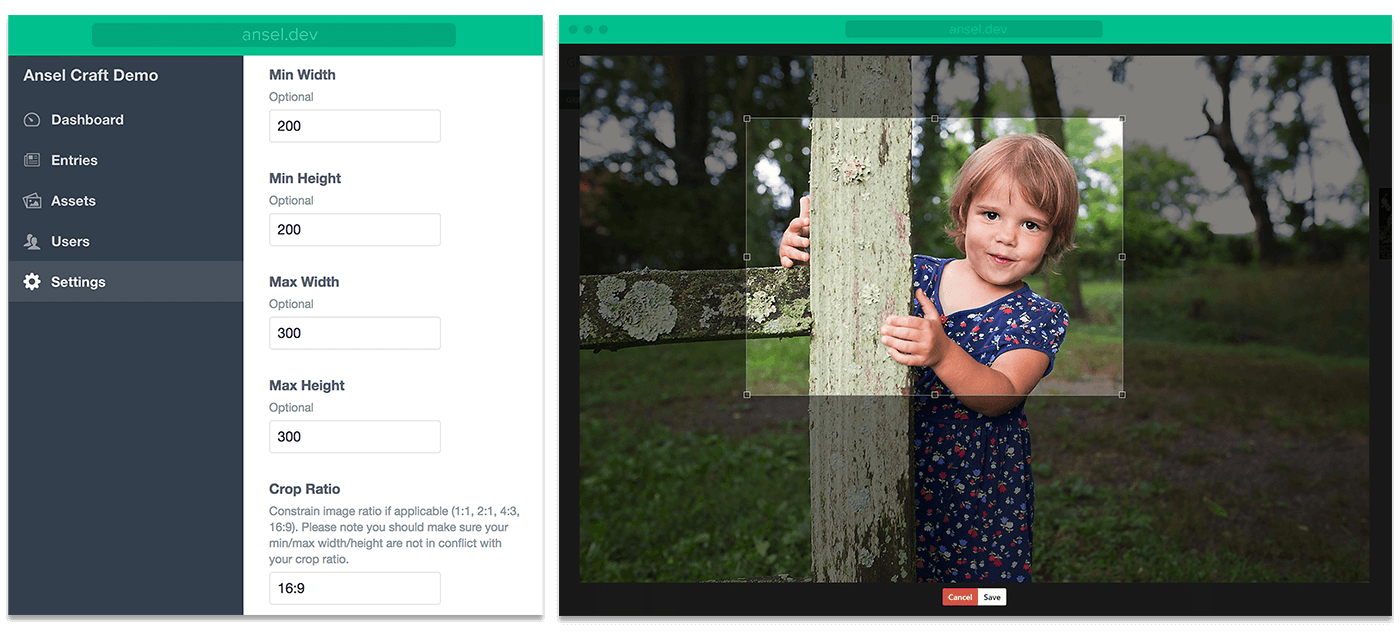 ansel.dev
Ansel Craft Demo
Dashboard
Entries
Assets
Users
Settings
Min Width
Optional
200
Min Height
Optional
200
Max Width
Optional
300
Max Height
Optional
300
Crop Ratio
Constrain image ratio if applicable (1:1, 2:1, 4:3,
16:9). Please note you should make sure your
min/max width/height are not in conflict with
your crop ratio.
16:9
ansel.dev
Cancel
Save